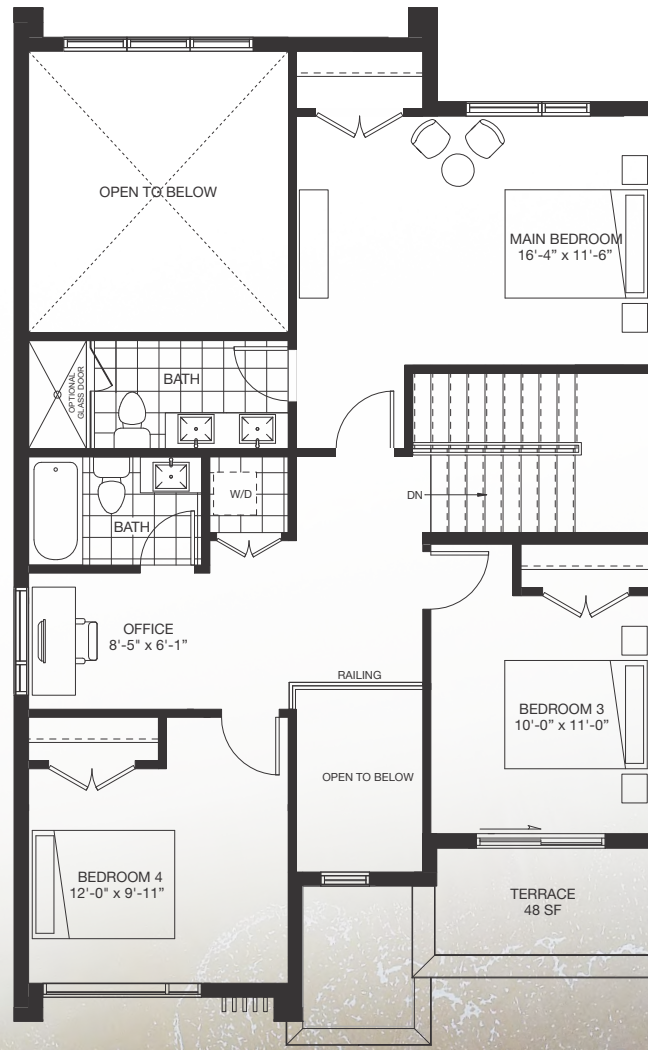 OPEN TO BELOW
MAIN BEDROOM
16'-4" x 11'-6"
OPTIONAL
GLASS DOOR
BATH
W/D
DN
BATH
OFFICE
8'-5" x 6'-1"
RAILING
BEDROOM 3
10'-0" x 11'-0"
OPEN TO BELOW
BEDROOM 4
12'-0" x 9'-11"
TERRACE
48 SF